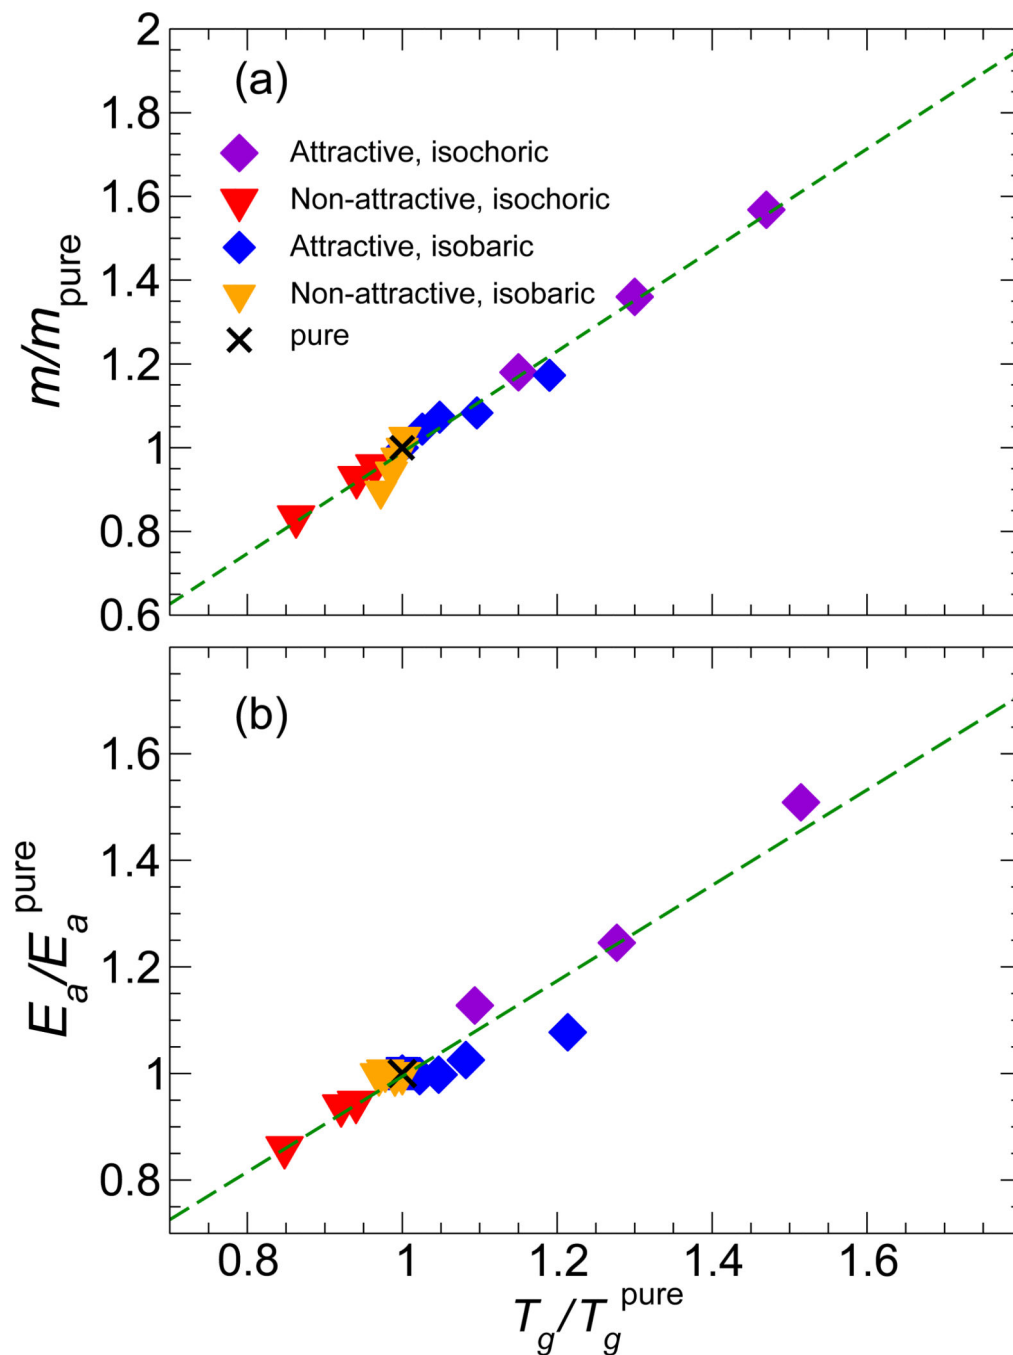 2
(a)
1.8
Attractive, isochoric
Non-attractive, isochoric
1.6
Attractive, isobaric
Non-attractive, isobaric
1.4
pure
m/m_pure
1.2
1
0.8
0.6
(b)
1.6
1.4
E_a/E_a^pure
1.2
1
0.8
0.8 1 1.2 1.4 1.6
T_g/T_g^pure